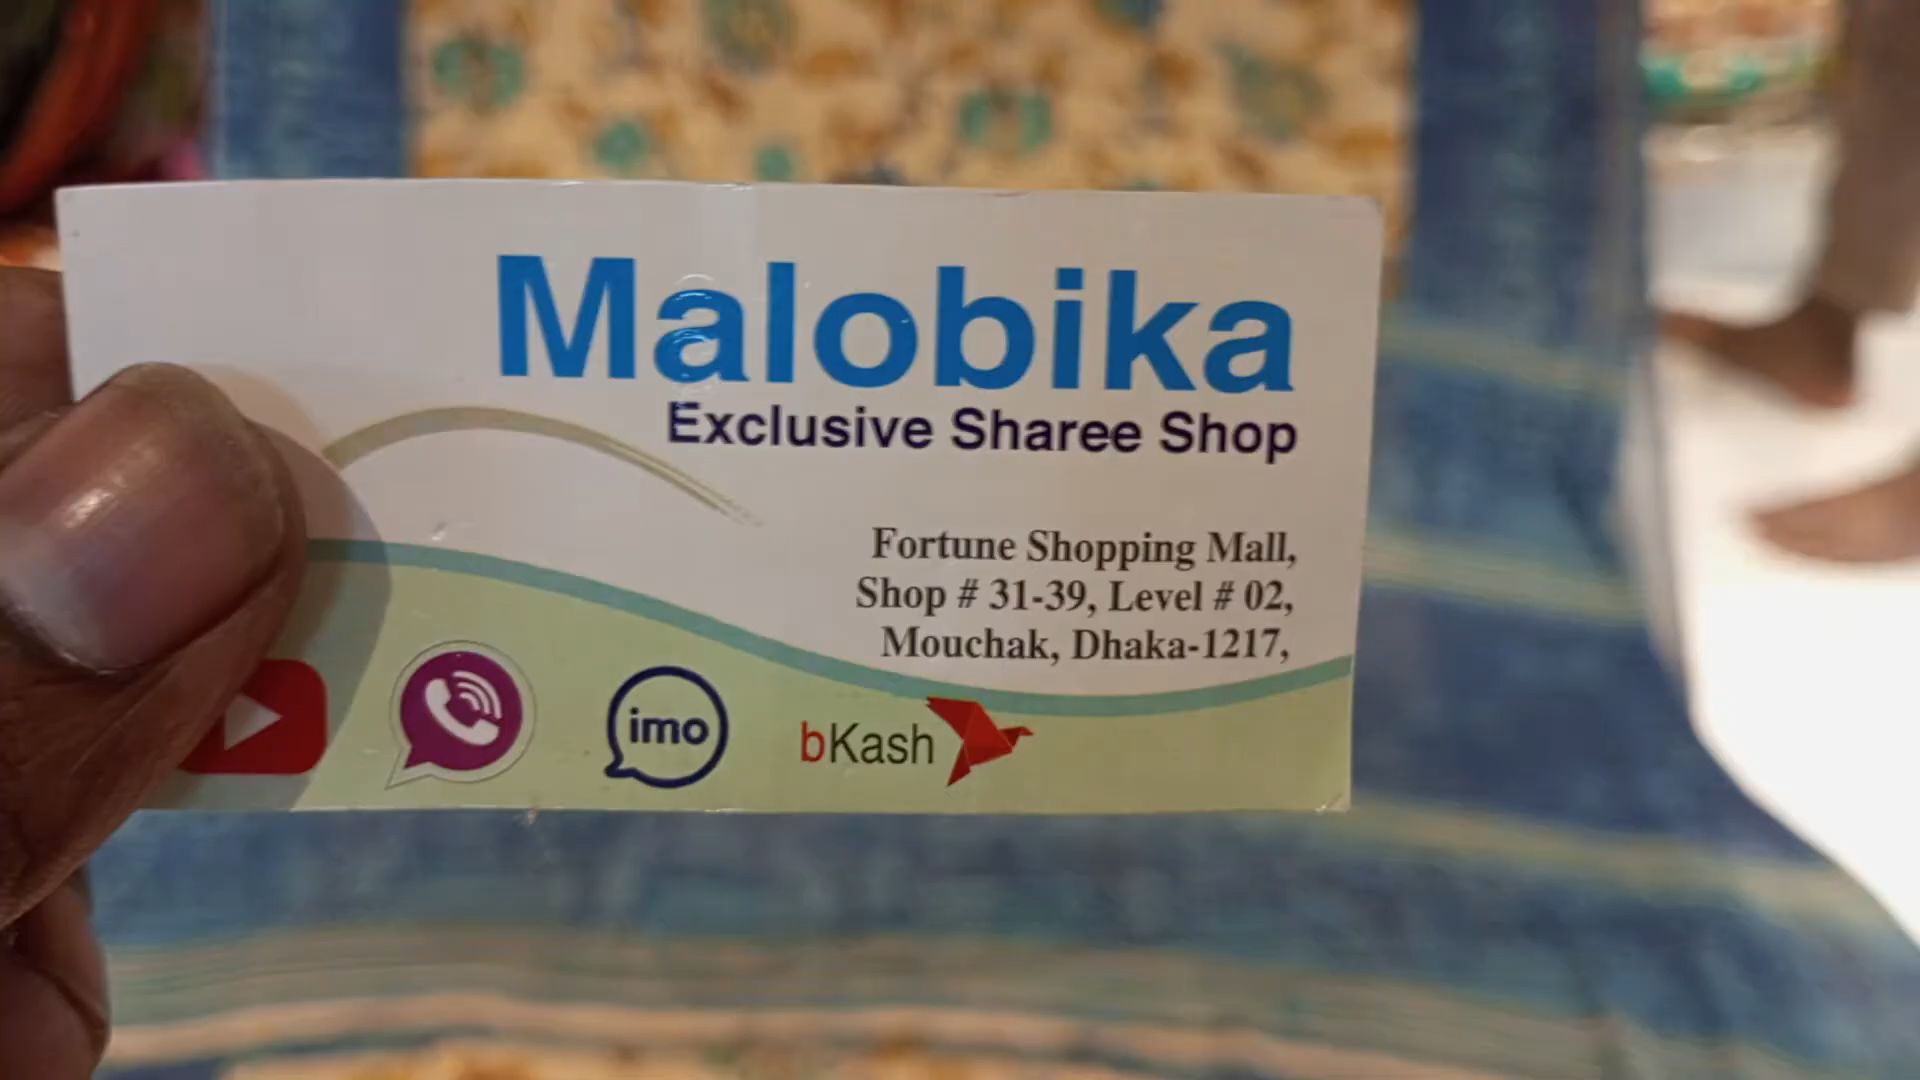 Malobika
Exclusive Sharee Shop
Fortune Shopping Mall,
Shop # 31-39, Level # 02,
Mouchak, Dhaka-1217,
imo
bKash